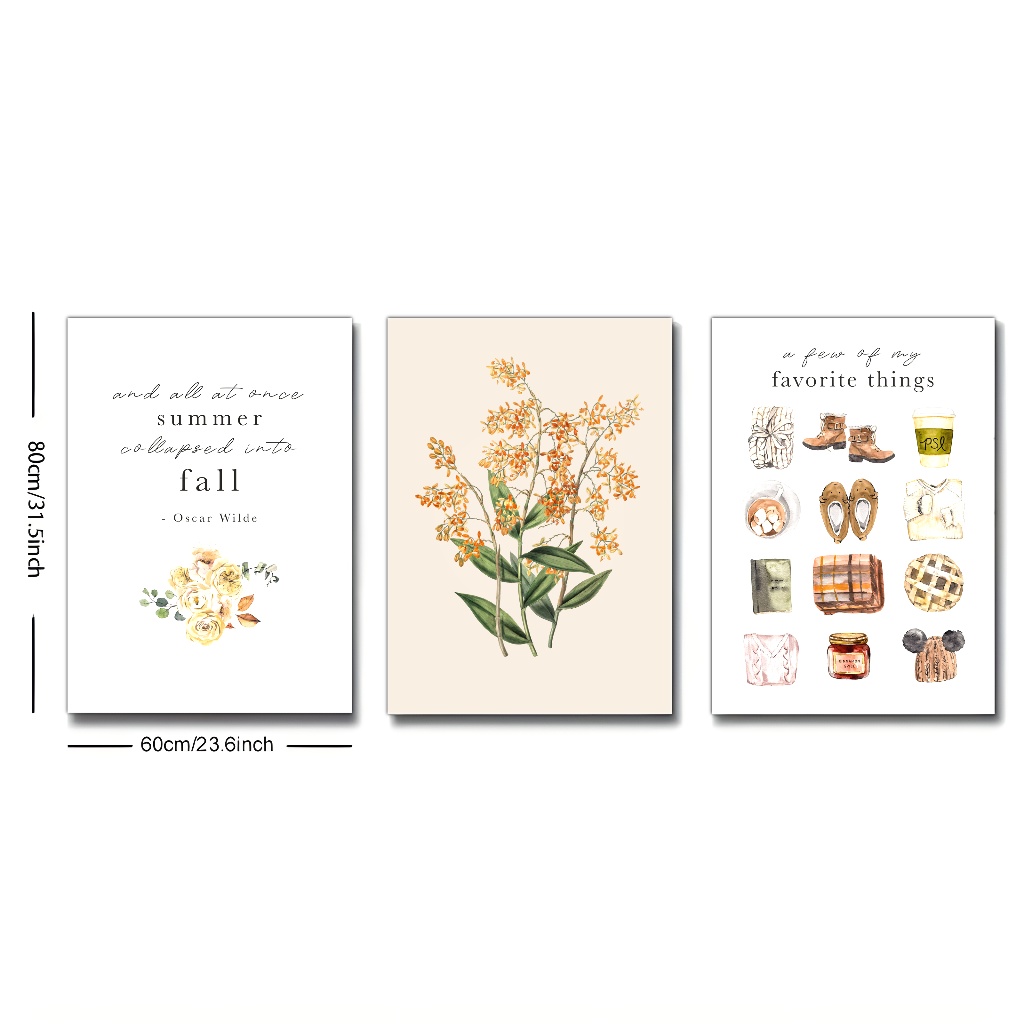 80cm/31.5inch
and all at once
summer
collapsed into
fall
- Oscar Wilde
60cm/23.6inch
a few of my
favorite things
PSL